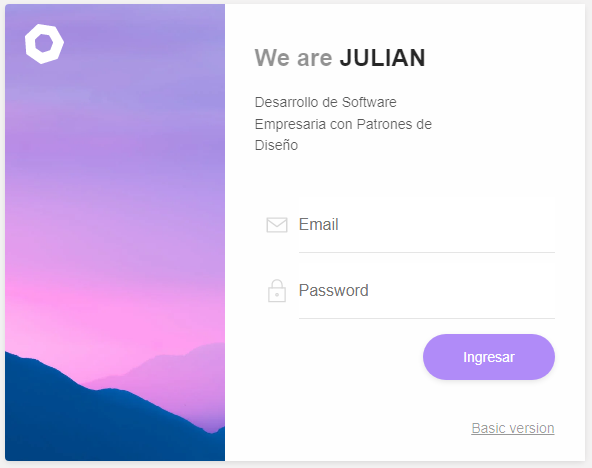 We are JULIAN
Desarrollo de Software
Empresaria con Patrones de
Diseño
Email
Password
Ingresar
Basic version